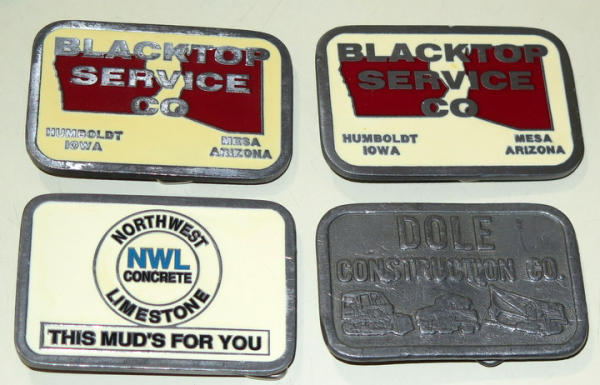 BLACKTOP
SERVICE
CO
HUMBOLDT
IOWA
MESA
ARIZONA
BLACKTOP
SERVICE
CO
HUMBOLDT
IOWA
MESA
ARIZONA
NORTHWEST
NWL
CONCRETE
LIMESTONE
THIS MUD'S FOR YOU
DOLE
CONSTRUCTION CO.